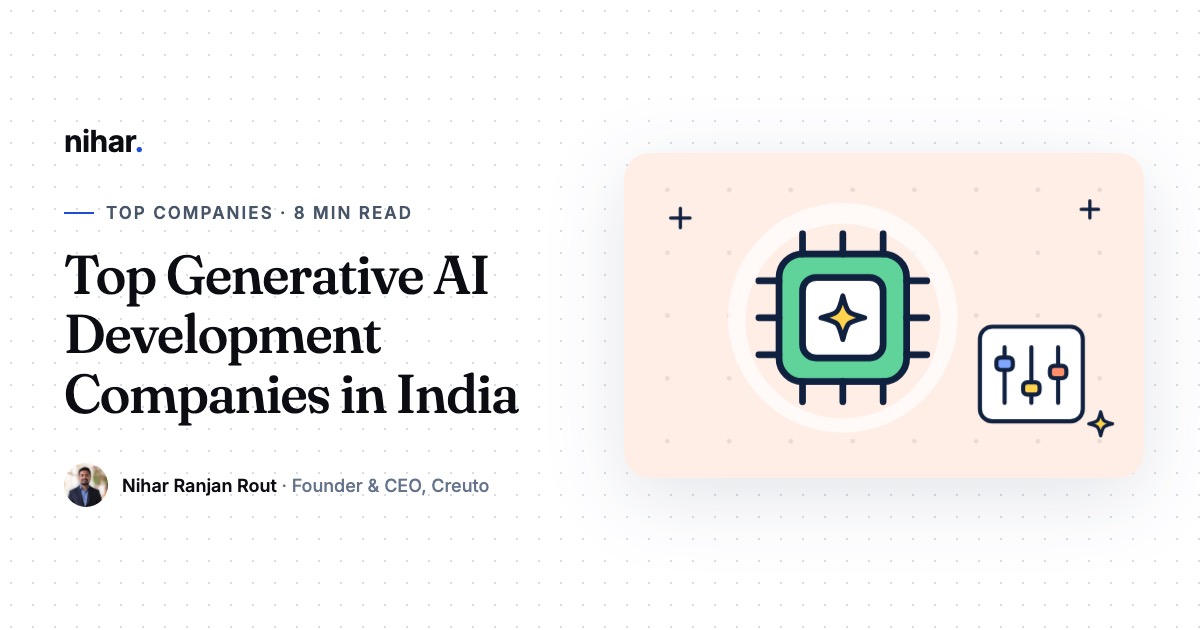 nihar.
TOP COMPANIES · 8 MIN READ
Top Generative AI
Development
Companies in India
Nihar Ranjan Rout · Founder & CEO, Creuto